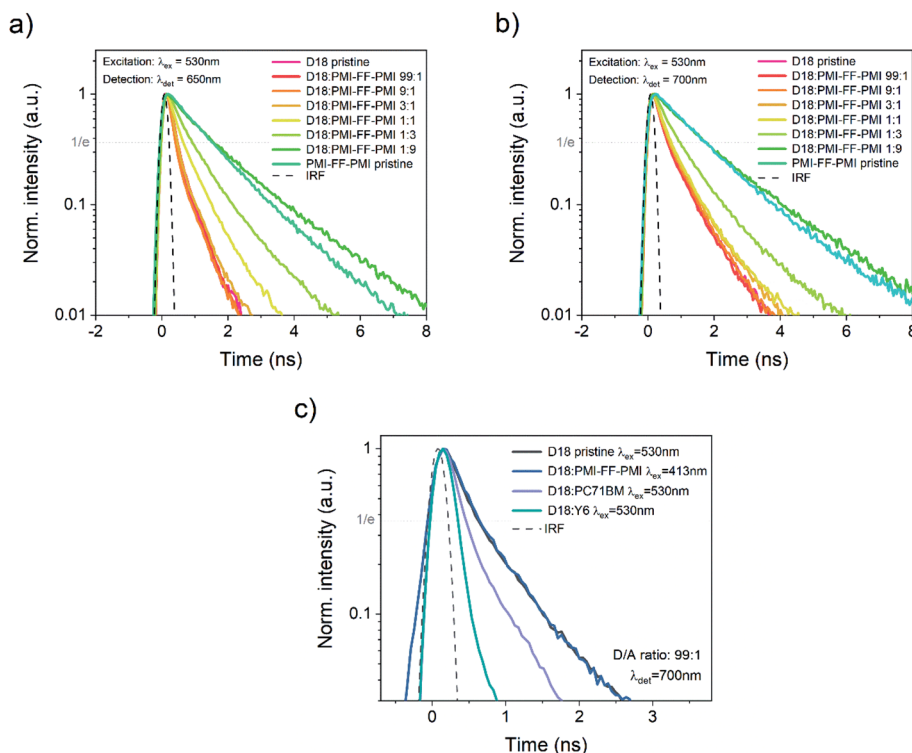 a)
Excitation: λex = 530nm
Detection: λdet = 650nm
D18 pristine
D18:PMI-FF-PMI 99:1
D18:PMI-FF-PMI 9:1
D18:PMI-FF-PMI 3:1
D18:PMI-FF-PMI 1:1
D18:PMI-FF-PMI 1:3
D18:PMI-FF-PMI 1:9
PMI-FF-PMI pristine
IRF
Norm. intensity (a.u.)
1
1/e
0.1
0.01
-2 0 2 4 6 8
Time (ns)
b)
Excitation: λex = 530nm
Detection: λdet = 700nm
D18 pristine
D18:PMI-FF-PMI 99:1
D18:PMI-FF-PMI 9:1
D18:PMI-FF-PMI 3:1
D18:PMI-FF-PMI 1:1
D18:PMI-FF-PMI 1:3
D18:PMI-FF-PMI 1:9
PMI-FF-PMI pristine
IRF
Norm. intensity (a.u.)
1
1/e
0.1
0.01
-2 0 2 4 6 8
Time (ns)
c)
D18 pristine λex=530nm
D18:PMI-FF-PMI λex=413nm
D18:PC71BM λex=530nm
D18:Y6 λex=530nm
IRF
Norm. intensity (a.u.)
1
1/e
0.1
D/A ratio: 99:1
λdet=700nm
0 1 2 3
Time (ns)